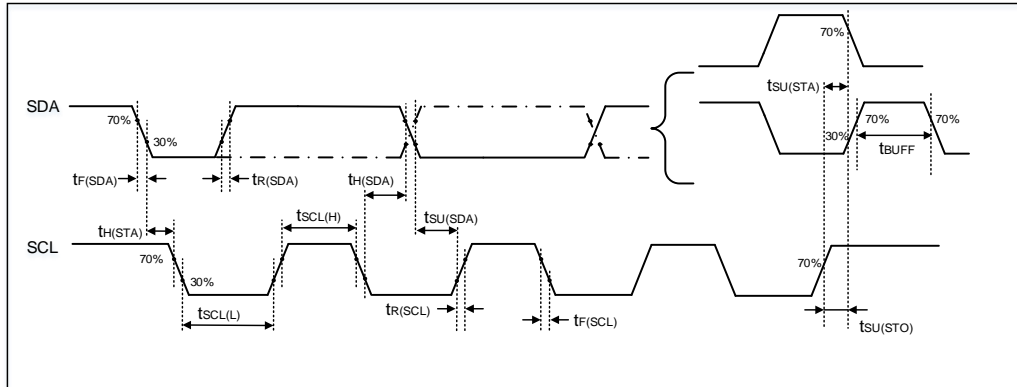 70%
tSU(STA)
SDA
70%
30%
30%
70%
70%
tBUFF
tF(SDA)
tR(SDA)
tH(SDA)
tH(STA)
tSCL(H)
tSU(SDA)
SCL
70%
30%
70%
tSCL(L)
tR(SCL)
tF(SCL)
tSU(STO)